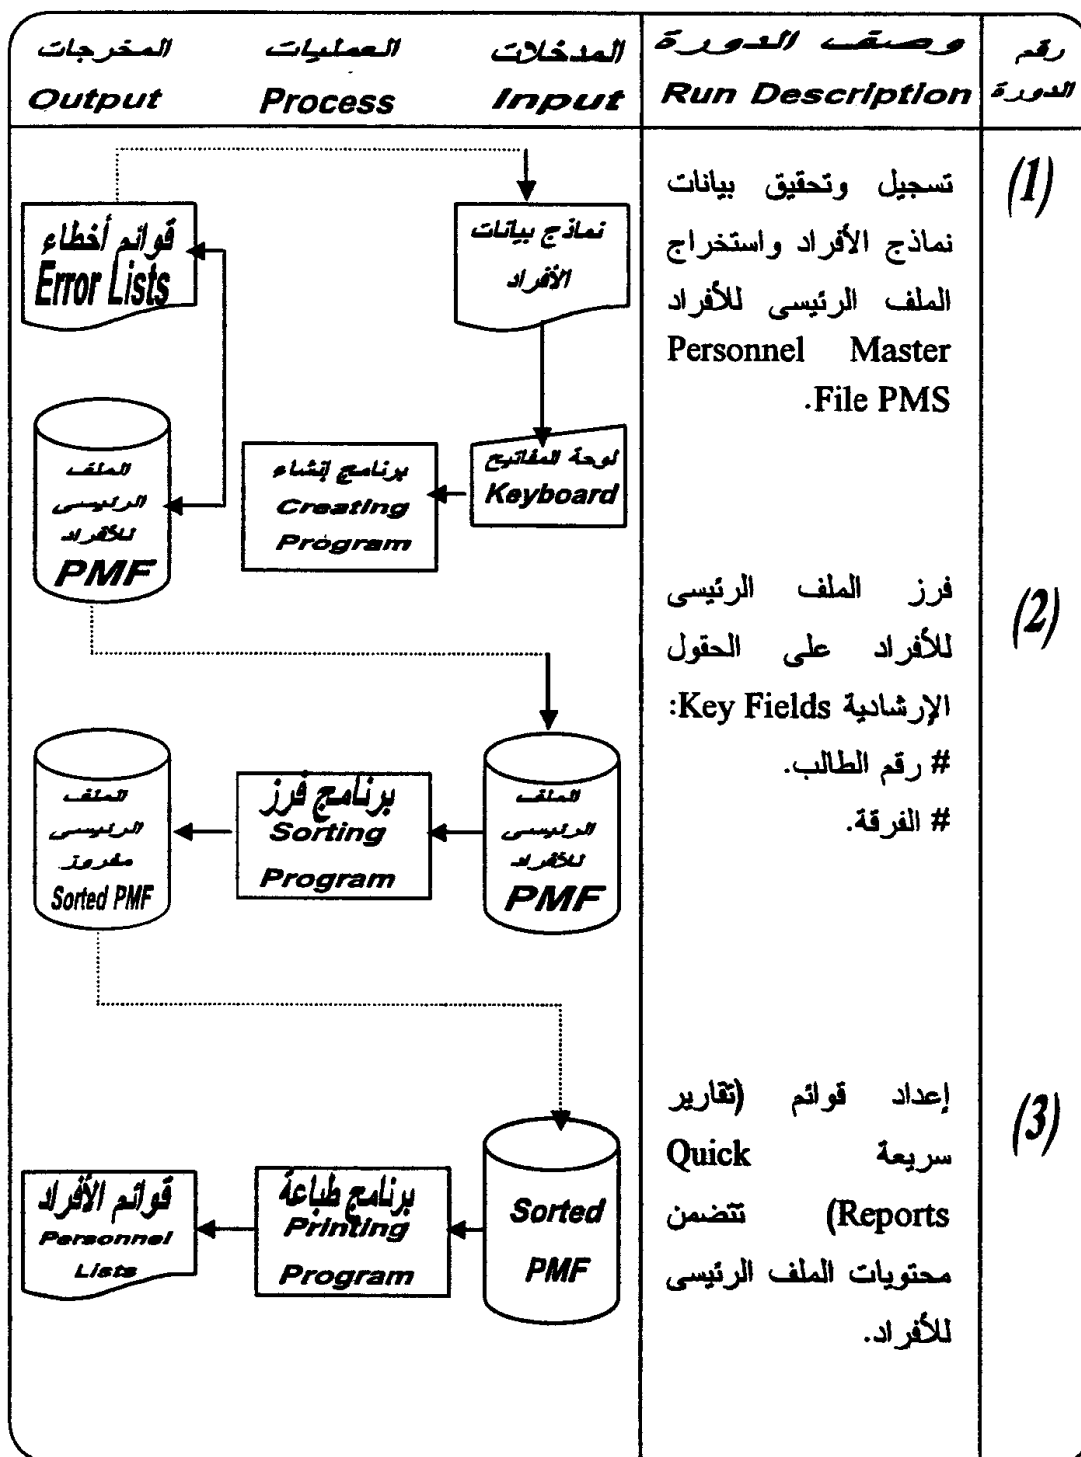 رقم
الدورة
وصف الدورة
Run Description
المدخلات
Input
العمليات
Process
المخرجات
Output
(1)
تسجيل وتحقيق بيانات
نماذج الأفراد واستخراج
الملف الرئيسى للأفراد
Personnel Master
File PMS.
نماذج بيانات
الأفراد
لوحة المفاتيح
Keyboard
برنامج إنشاء
Creating
Program
قوائم أخطاء
Error Lists
الملف
الرئيسى
للأفراد
PMF
(2)
فرز الملف الرئيسى
للأفراد على الحقول
الإرشادية Key Fields:
# رقم الطالب.
# الفرقة.
الملف
الرئيسى
للأفراد
PMF
برنامج فرز
Sorting
Program
الملف
الرئيسى
مفروز
Sorted PMF
(3)
إعداد قوائم (تقارير
سريعة Quick
Reports) تتضمن
محتويات الملف الرئيسى
للأفراد.
Sorted
PMF
برنامج طباعة
Printing
Program
قوائم الأفراد
Personnel
Lists